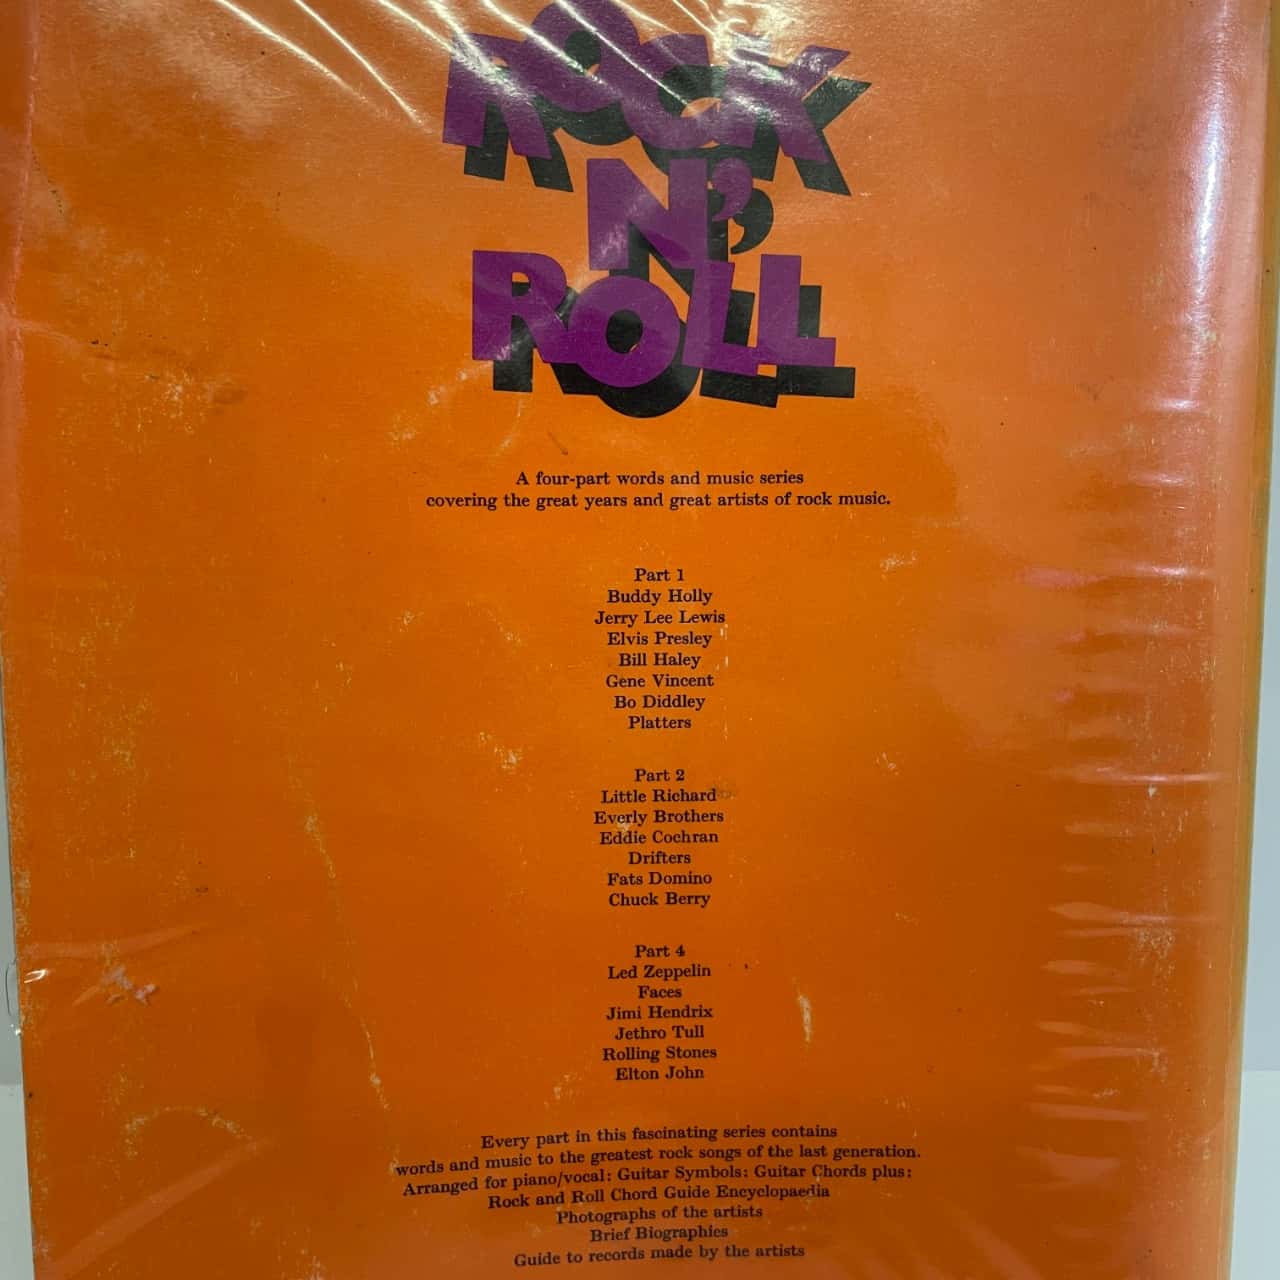 ROCK
N'
ROLL
A four-part words and music series
covering the great years and great artists of rock music.
Part 1
Buddy Holly
Jerry Lee Lewis
Elvis Presley
Bill Haley
Gene Vincent
Bo Diddley
Platters
Part 2
Little Richard
Everly Brothers
Eddie Cochran
Drifters
Fats Domino
Chuck Berry
Part 4
Led Zeppelin
Faces
Jimi Hendrix
Jethro Tull
Rolling Stones
Elton John
Every part in this fascinating series contains
words and music to the greatest rock songs of the last generation.
Arranged for piano/vocal: Guitar Symbols: Guitar Chords plus:
Rock and Roll Chord Guide Encyclopaedia
Photographs of the artists
Brief Biographies
Guide to records made by the artists